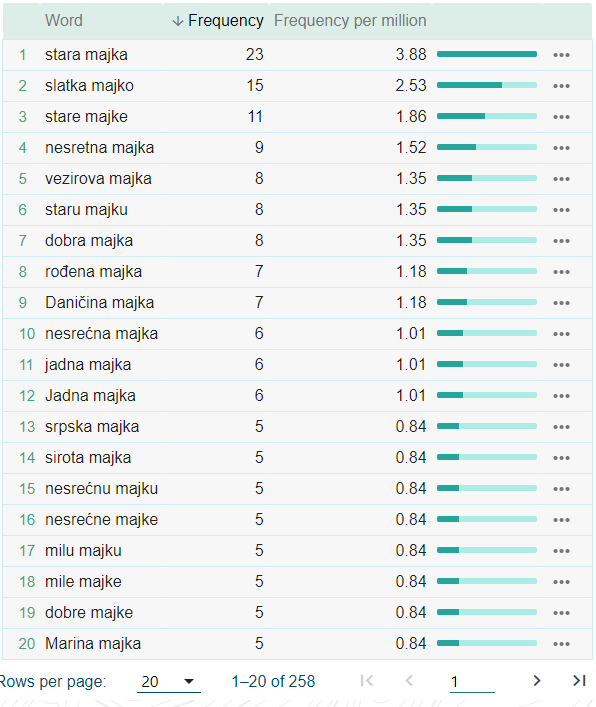 Word Frequency Frequency per million
1 stara majka 23 3.88
2 slatka majko 15 2.53
3 stare majke 11 1.86
4 nesretna majka 9 1.52
5 vezirova majka 8 1.35
6 staru majku 8 1.35
7 dobra majka 8 1.35
8 rođena majka 7 1.18
9 Daničina majka 7 1.18
10 nesrećna majka 6 1.01
11 jadna majka 6 1.01
12 Jadna majka 6 1.01
13 srpska majka 5 0.84
14 sirota majka 5 0.84
15 nesrećnu majku 5 0.84
16 nesrećne majke 5 0.84
17 milu majku 5 0.84
18 mile majke 5 0.84
19 dobre majke 5 0.84
20 Marina majka 5 0.84
Rows per page: 20 1–20 of 258 1